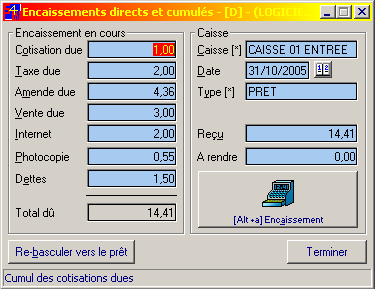 Encaissements directs et cumulés - [D] - (LOGICIEL
Encaissement en cours
Cotisation due 1,00
Taxe due 2,00
Amende due 4,36
Vente due 3,00
Internet 2,00
Photocopie 0,55
Dettes 1,50
Total dû 14,41
Caisse
Caisse [*] CAISSE 01 ENTREE
Date 31/10/2005
Type [*] PRET
Reçu 14,41
A rendre 0,00
[Alt +a] Encaissement
Re-basculer vers le prêt
Terminer
Cumul des cotisations dues